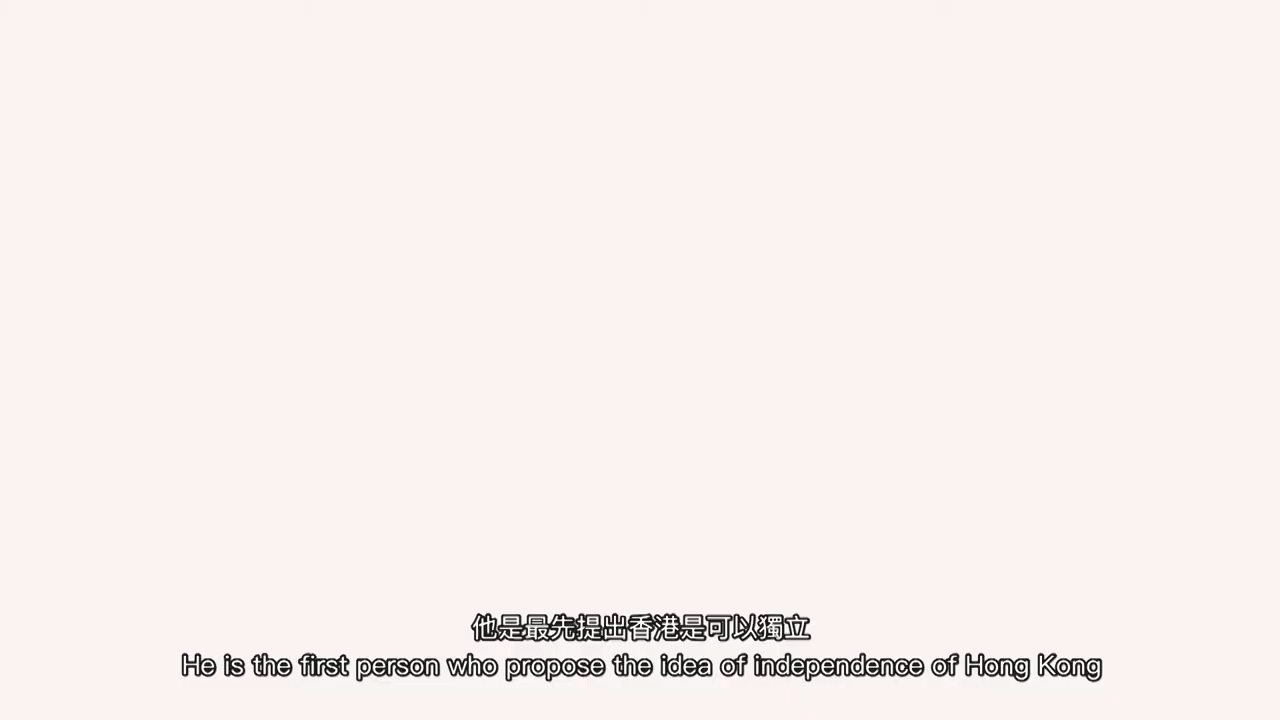 他是最先提出香港是可以獨立
He is the first person who propose the idea of independence of Hong Kong